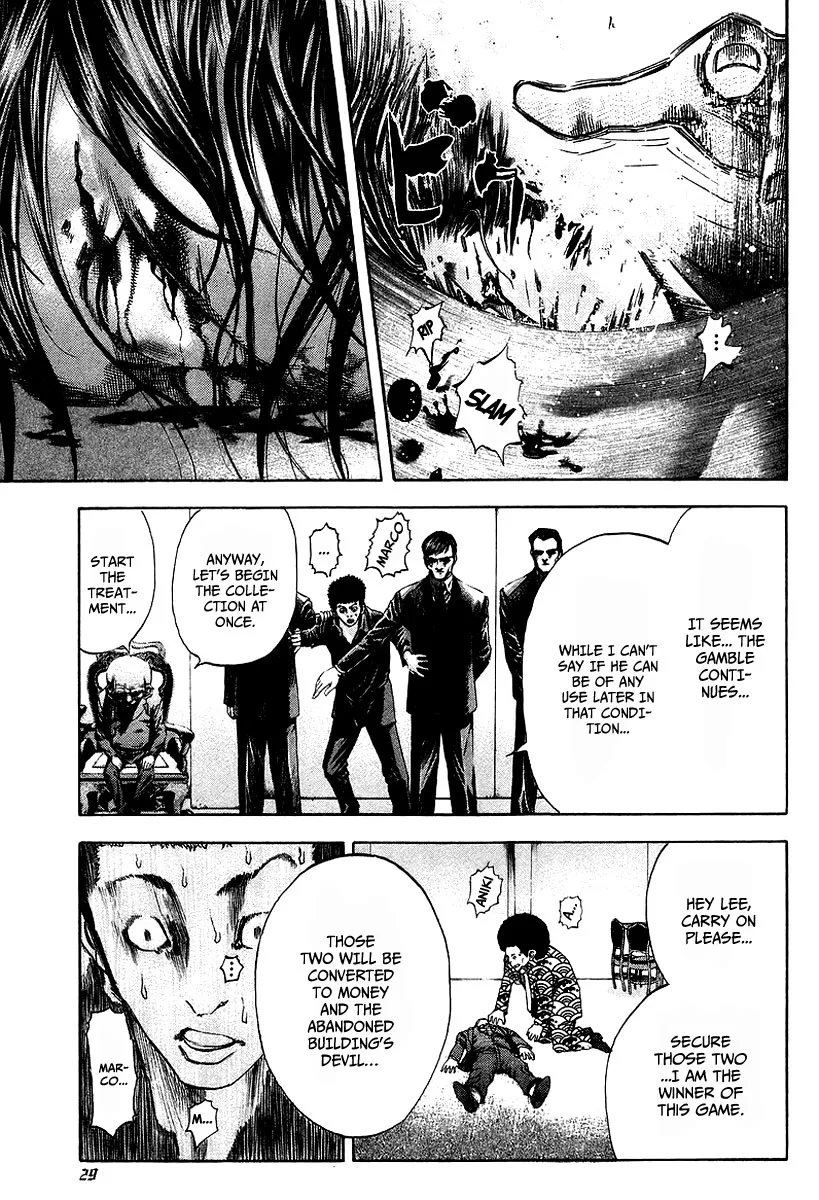 ...
RIP
SLAM
IT SEEMS
LIKE... THE
GAMBLE
CONTI-
NUES...
WHILE I CAN'T
SAY IF HE CAN
BE OF ANY
USE LATER IN
THAT CONDI-
TION...
MARCO
...
ANYWAY,
LET'S BEGIN
THE COLLE-
CTION AT
ONCE.
START
THE
TREAT-
MENT...
HEY LEE,
CARRY ON
PLEASE...
SECURE
THOSE TWO
...I AM THE
WINNER OF
THIS GAME.
A...
ANIKI
THOSE
TWO WILL BE
CONVERTED
TO MONEY
AND THE
ABANDONED
BUILDING'S
DEVIL...
...
M...
MAR-
CO...
29